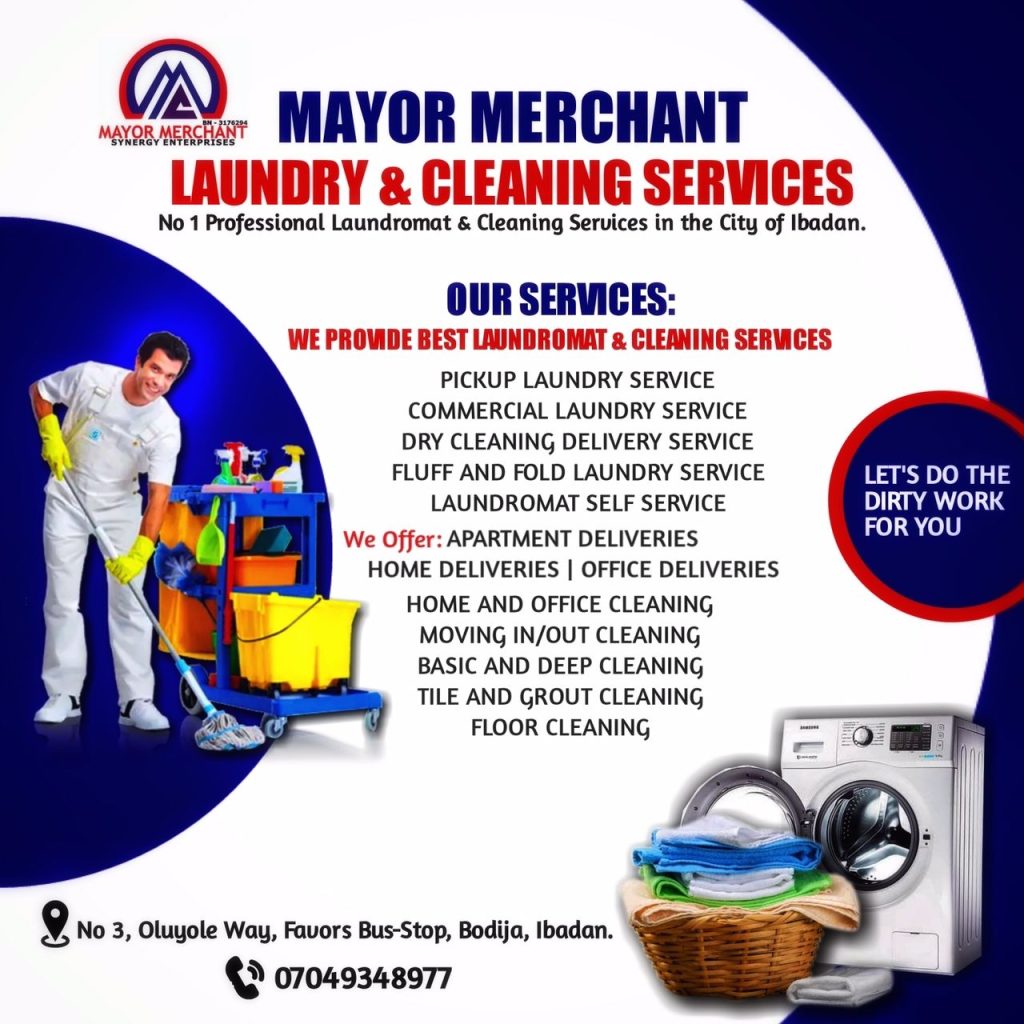 BN - 3176294
MAYOR MERCHANT
SYNERGY ENTERPRISES
MAYOR MERCHANT
LAUNDRY & CLEANING SERVICES
No 1 Professional Laundromat & Cleaning Services in the City of Ibadan.
OUR SERVICES:
WE PROVIDE BEST LAUNDROMAT & CLEANING SERVICES
PICKUP LAUNDRY SERVICE
COMMERCIAL LAUNDRY SERVICE
DRY CLEANING DELIVERY SERVICE
FLUFF AND FOLD LAUNDRY SERVICE
LAUNDROMAT SELF SERVICE
We Offer: APARTMENT DELIVERIES
HOME DELIVERIES | OFFICE DELIVERIES
HOME AND OFFICE CLEANING
MOVING IN/OUT CLEANING
BASIC AND DEEP CLEANING
TILE AND GROUT CLEANING
FLOOR CLEANING
LET'S DO THE
DIRTY WORK
FOR YOU
SAMSUNG
No 3, Oluyole Way, Favors Bus-Stop, Bodija, Ibadan.
07049348977